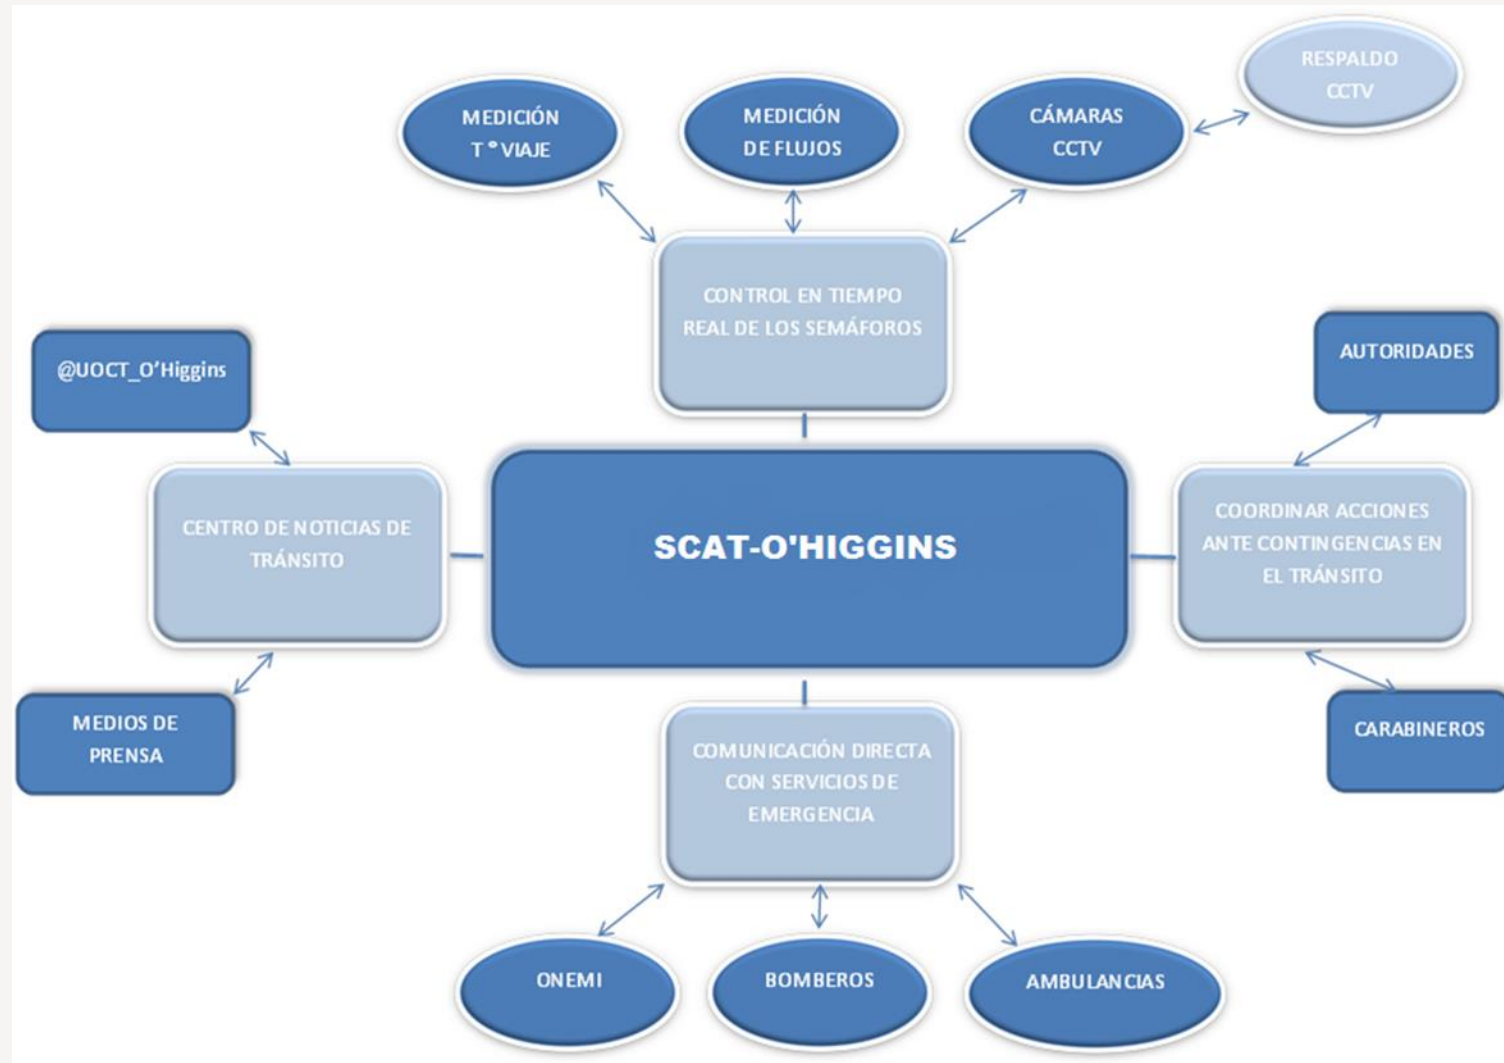 RESPALDO
CCTV
MEDICIÓN
T ° VIAJE
MEDICIÓN
DE FLUJOS
CÁMARAS
CCTV
CONTROL EN TIEMPO
REAL DE LOS SEMÁFOROS
@UOCT_O'Higgins
AUTORIDADES
CENTRO DE NOTICIAS DE
TRÁNSITO
SCAT-O'HIGGINS
COORDINAR ACCIONES
ANTE CONTINGENCIAS EN
EL TRÁNSITO
MEDIOS DE
PRENSA
COMUNICACIÓN DIRECTA
CON SERVICIOS DE
EMERGENCIA
CARABINEROS
ONEMI
BOMBEROS
AMBULANCIAS